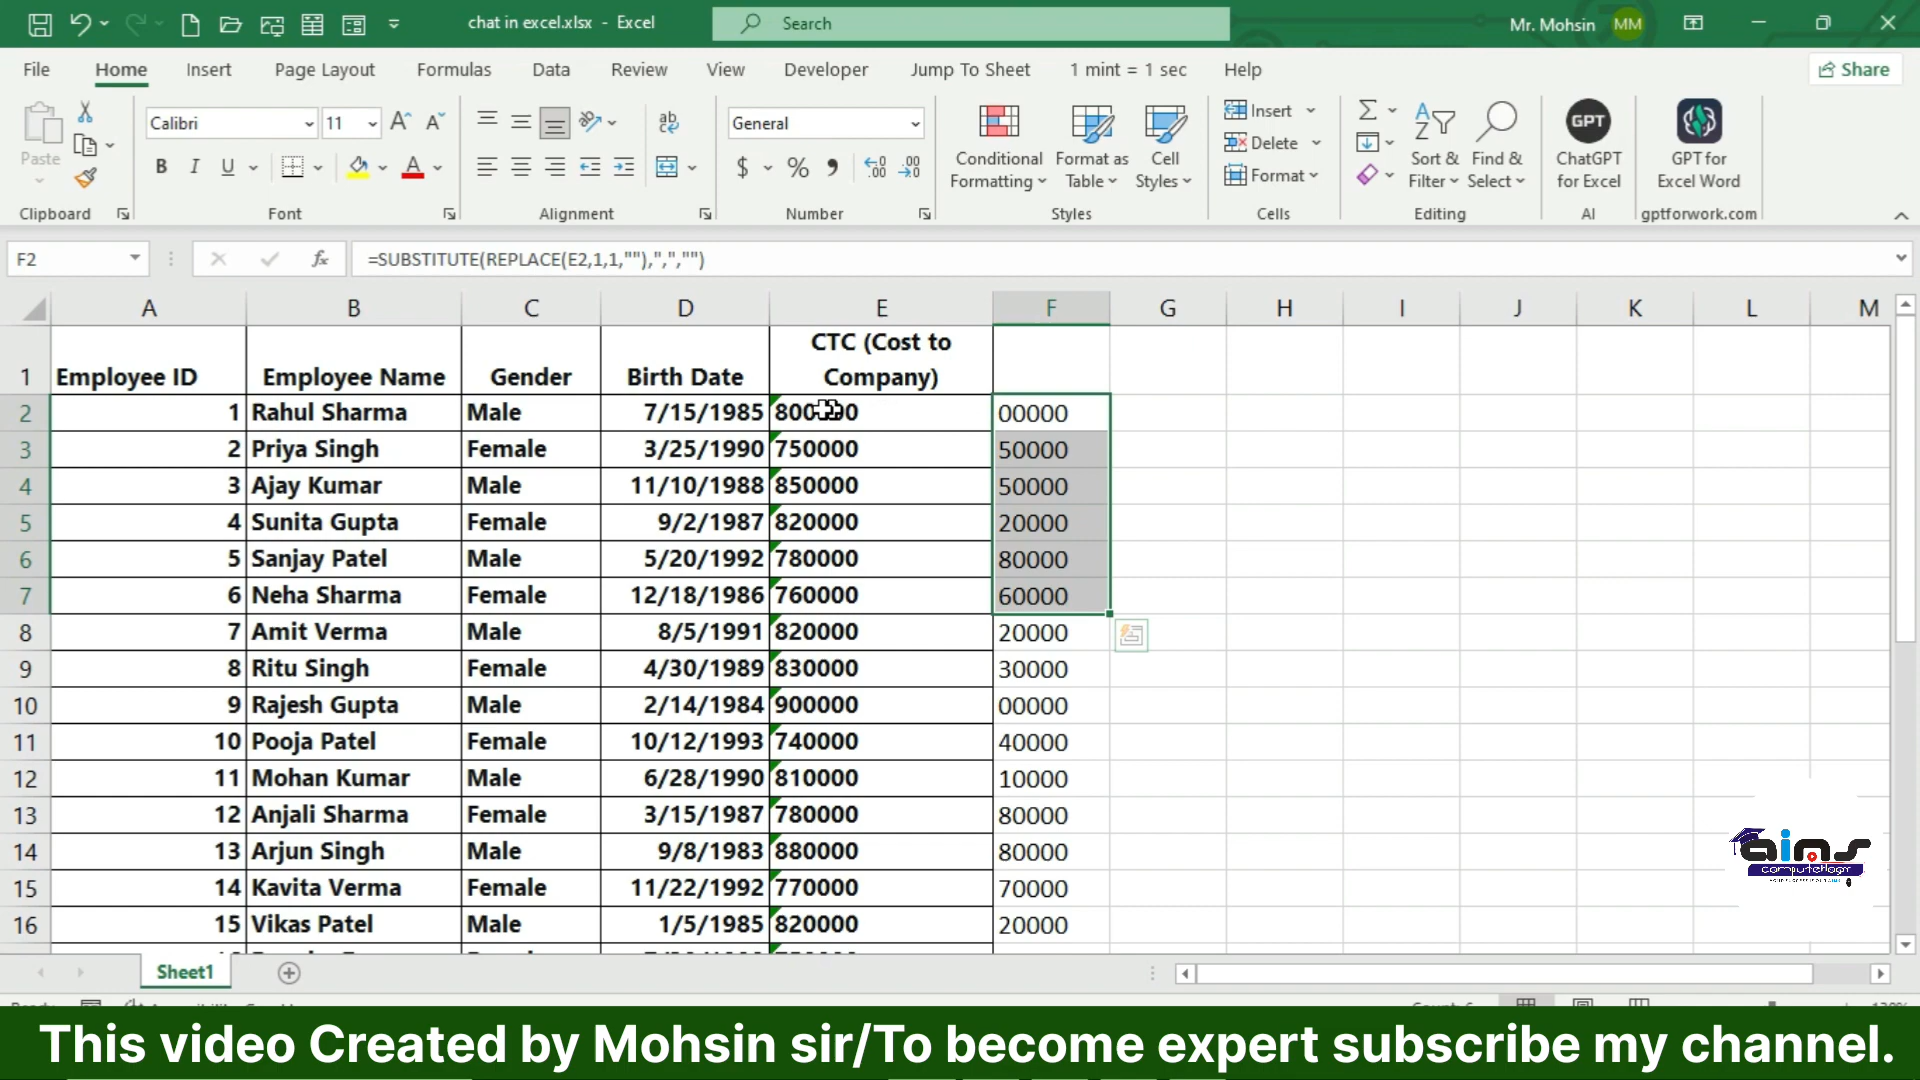 chat in excel.xlsx - Excel
Search
Mr. Mohsin MM
File Home Insert Page Layout Formulas Data Review View Developer Jump To Sheet 1 mint = 1 sec Help Share
Paste
Clipboard
Calibri 11
B I U
Font
Alignment
General
$ %
Number
Conditional Formatting
Format as Table
Cell Styles
Styles
Insert
Delete
Format
Cells
Sort & Filter
Find & Select
Editing
GPT
ChatGPT for Excel
AI
GPT for Excel Word
gptforwork.com
F2 fx =SUBSTITUTE(REPLACE(E2,1,1,""),",","")
A B C D E F G H I J K L M
1 Employee ID Employee Name Gender Birth Date CTC (Cost to Company)
2 1 Rahul Sharma Male 7/15/1985 00000
3 2 Priya Singh Female 3/25/1990 750000 50000
4 3 Ajay Kumar Male 11/10/1988 850000 50000
5 4 Sunita Gupta Female 9/2/1987 820000 20000
6 5 Sanjay Patel Male 5/20/1992 780000 80000
7 6 Neha Sharma Female 12/18/1986 760000 60000
8 7 Amit Verma Male 8/5/1991 820000 20000
9 8 Ritu Singh Female 4/30/1989 830000 30000
10 9 Rajesh Gupta Male 2/14/1984 900000 00000
11 10 Pooja Patel Female 10/12/1993 740000 40000
12 11 Mohan Kumar Male 6/28/1990 810000 10000
13 12 Anjali Sharma Female 3/15/1987 780000 80000
14 13 Arjun Singh Male 9/8/1983 880000 80000
15 14 Kavita Verma Female 11/22/1992 770000 70000
16 15 Vikas Patel Male 1/5/1985 820000 20000
aims
Sheet1
This video Created by Mohsin sir/To become expert subscribe my channel.